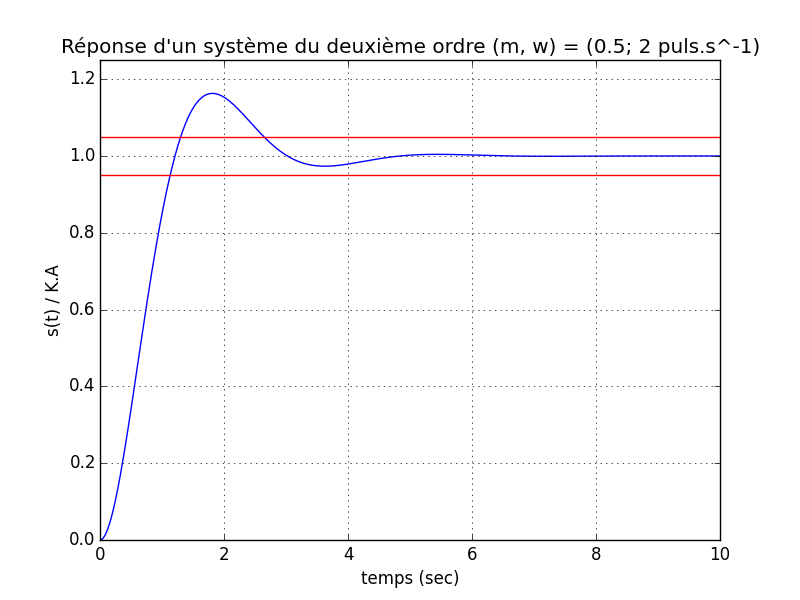 Réponse d'un système du deuxième ordre (m, w) = (0.5; 2 puls.s^-1)
1.2
1.0
0.8
0.6
0.4
0.2
0.0
s(t) / K.A
0 2 4 6 8 10
temps (sec)